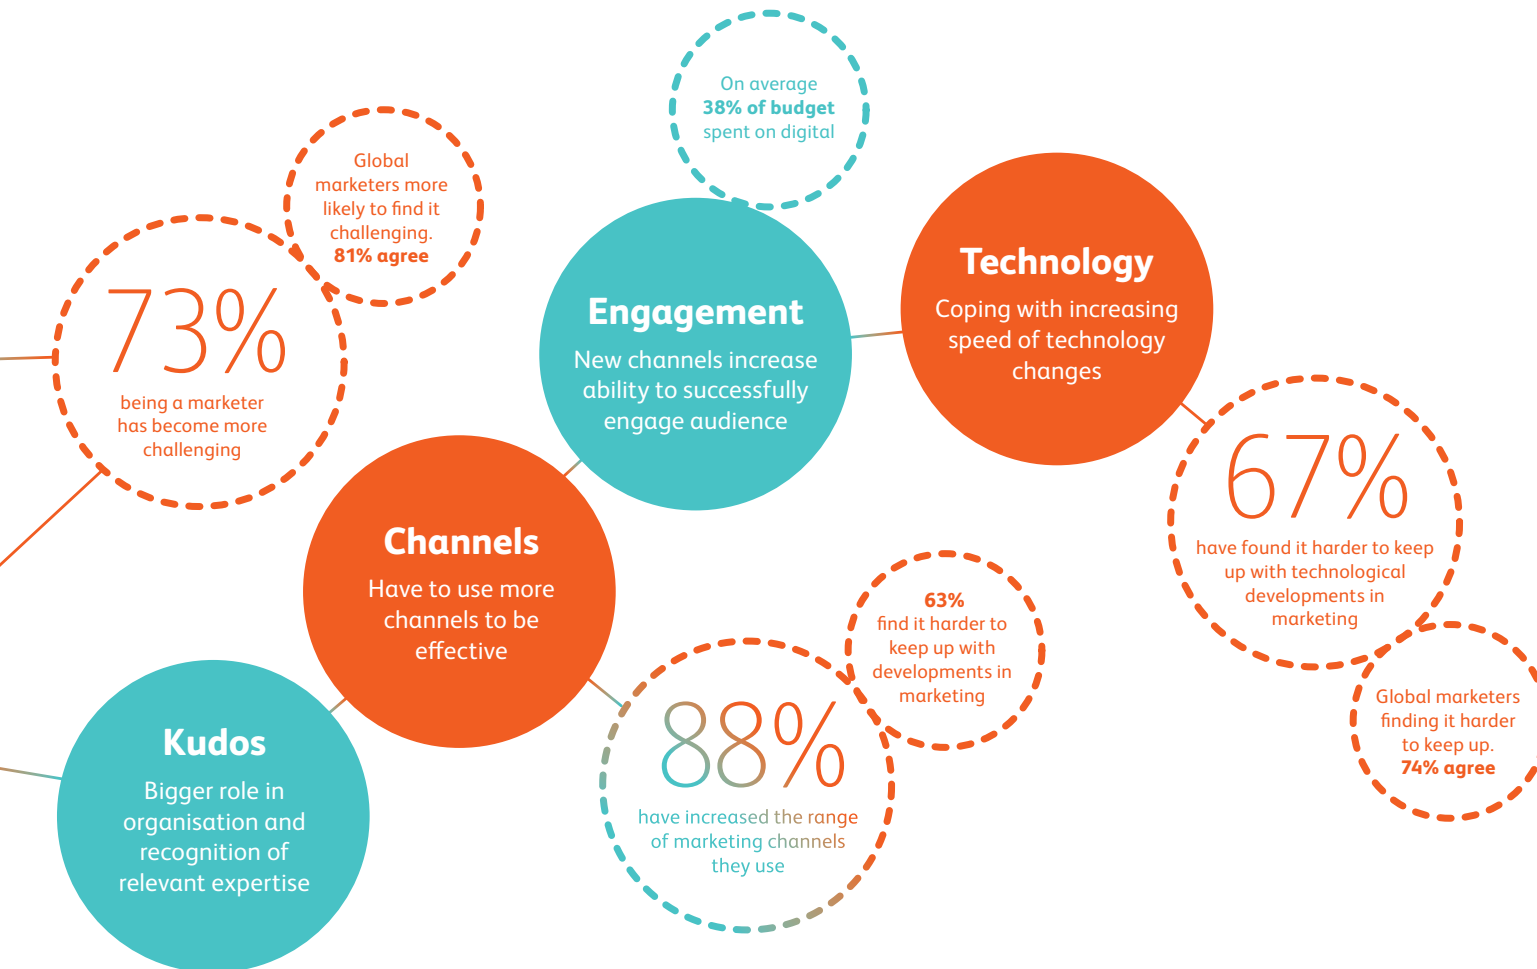 On average
38% of budget
spent on digital
Global
marketers more
likely to find it
challenging.
81% agree
73%
being a marketer
has become more
challenging
Engagement
New channels increase
ability to successfully
engage audience
Technology
Coping with increasing
speed of technology
changes
67%
have found it harder to keep
up with technological
developments in
marketing
Global marketers
finding it harder
to keep up.
74% agree
Channels
Have to use more
channels to be
effective
63%
find it harder to
keep up with
developments in
marketing
88%
have increased the range
of marketing channels
they use
Kudos
Bigger role in
organisation and
recognition of
relevant expertise